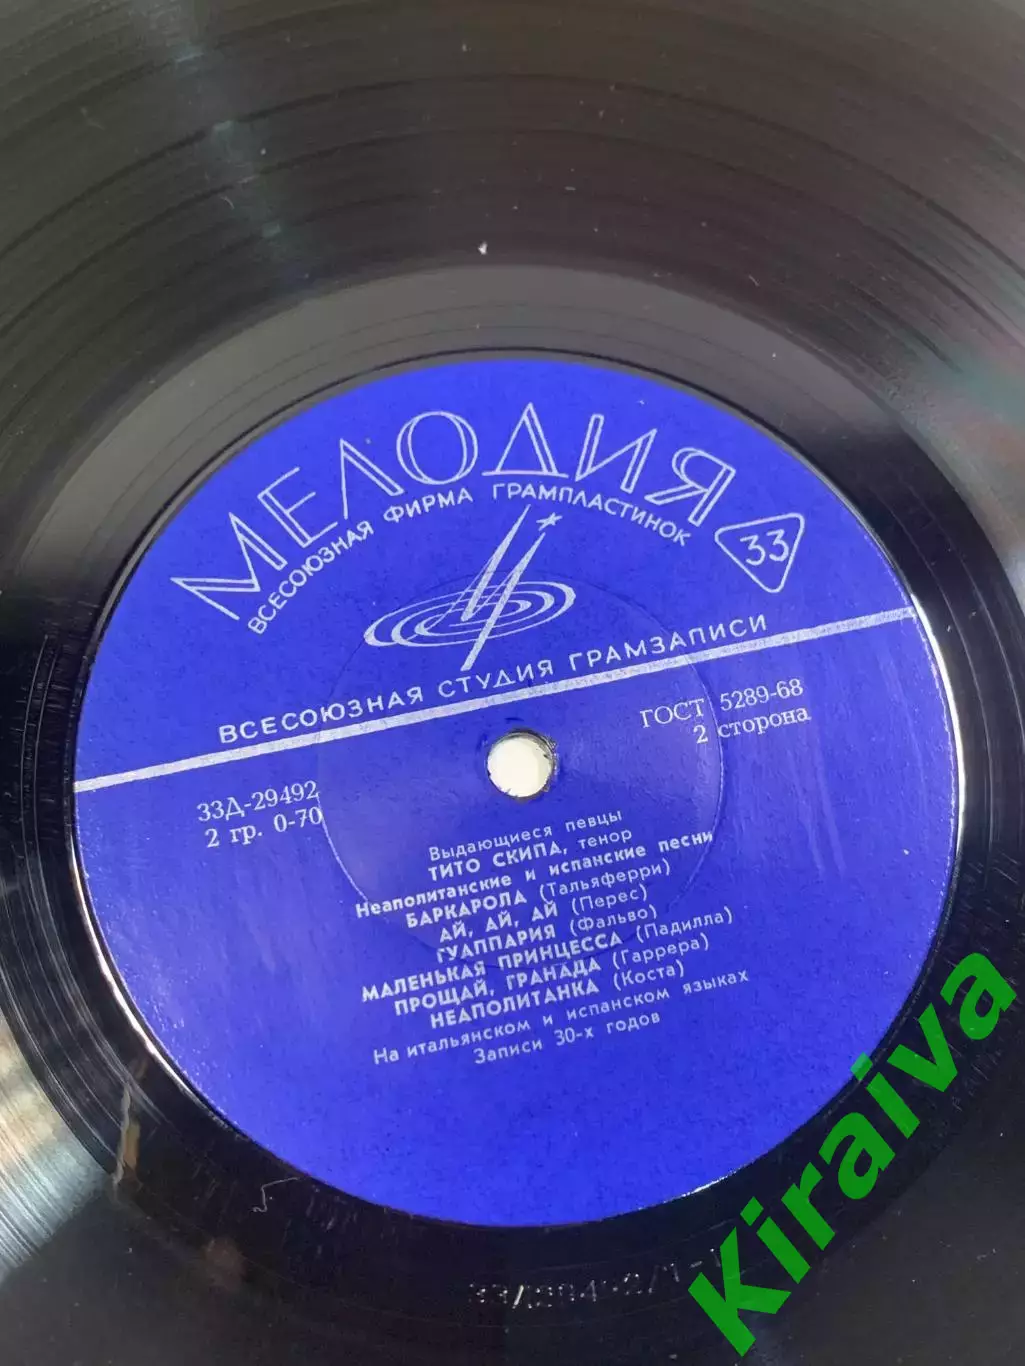 МЕЛОДИЯ
ВСЕСОЮЗНАЯ ФИРМА ГРАМПЛАСТИНОК
33
ВСЕСОЮЗНАЯ СТУДИЯ ГРАМЗАПИСИ
33Д-29492
2 гр. 0-70
ГОСТ 5289-68
2 сторона
Выдающиеся певцы
ТИТО СКИПА, тенор
Неаполитанские и испанские песни
БАРКАРОЛА (Тальяферри)
АЙ, АЙ, АЙ (Перес)
ГУАППАРИЯ (Фальво)
МАЛЕНЬКАЯ ПРИНЦЕССА (Падилла)
ПРОЩАЙ, ГРАНАДА (Гаррера)
НЕАПОЛИТАНКА (Коста)
На итальянском и испанском языках
Записи 30-х годов
Kiraiva